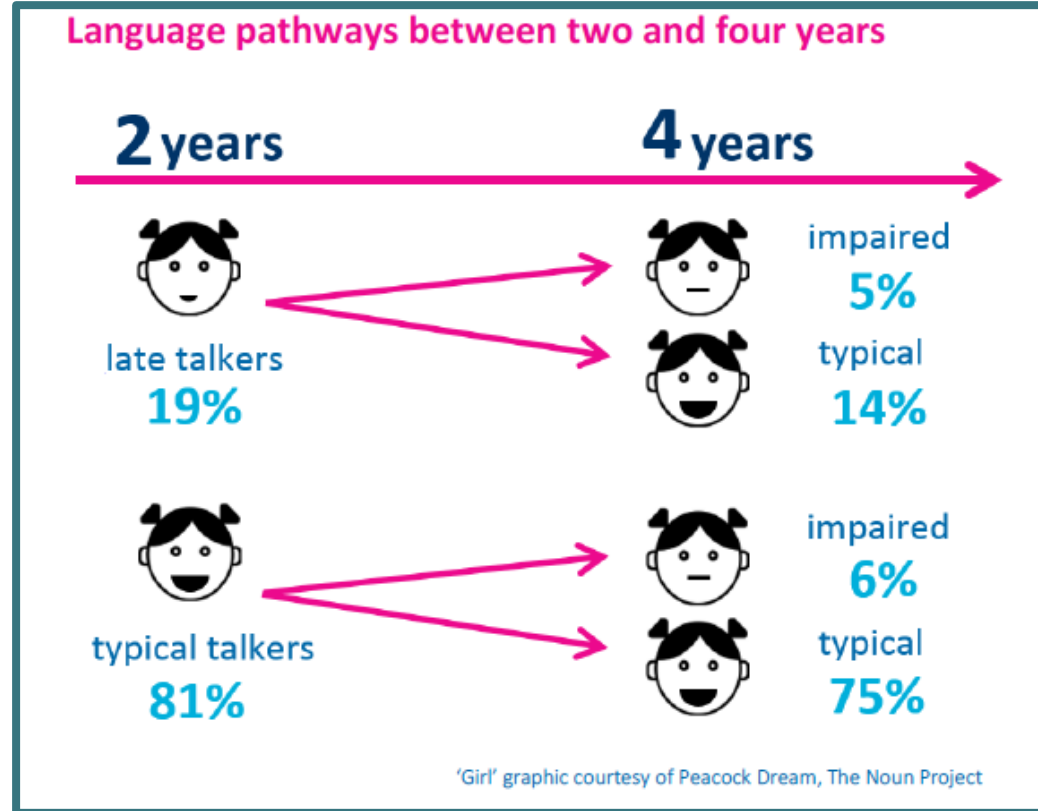 Language pathways between two and four years
2 years
4 years
late talkers
19%
impaired
5%
typical
14%
typical talkers
81%
impaired
6%
typical
75%
'Girl' graphic courtesy of Peacock Dream, The Noun Project